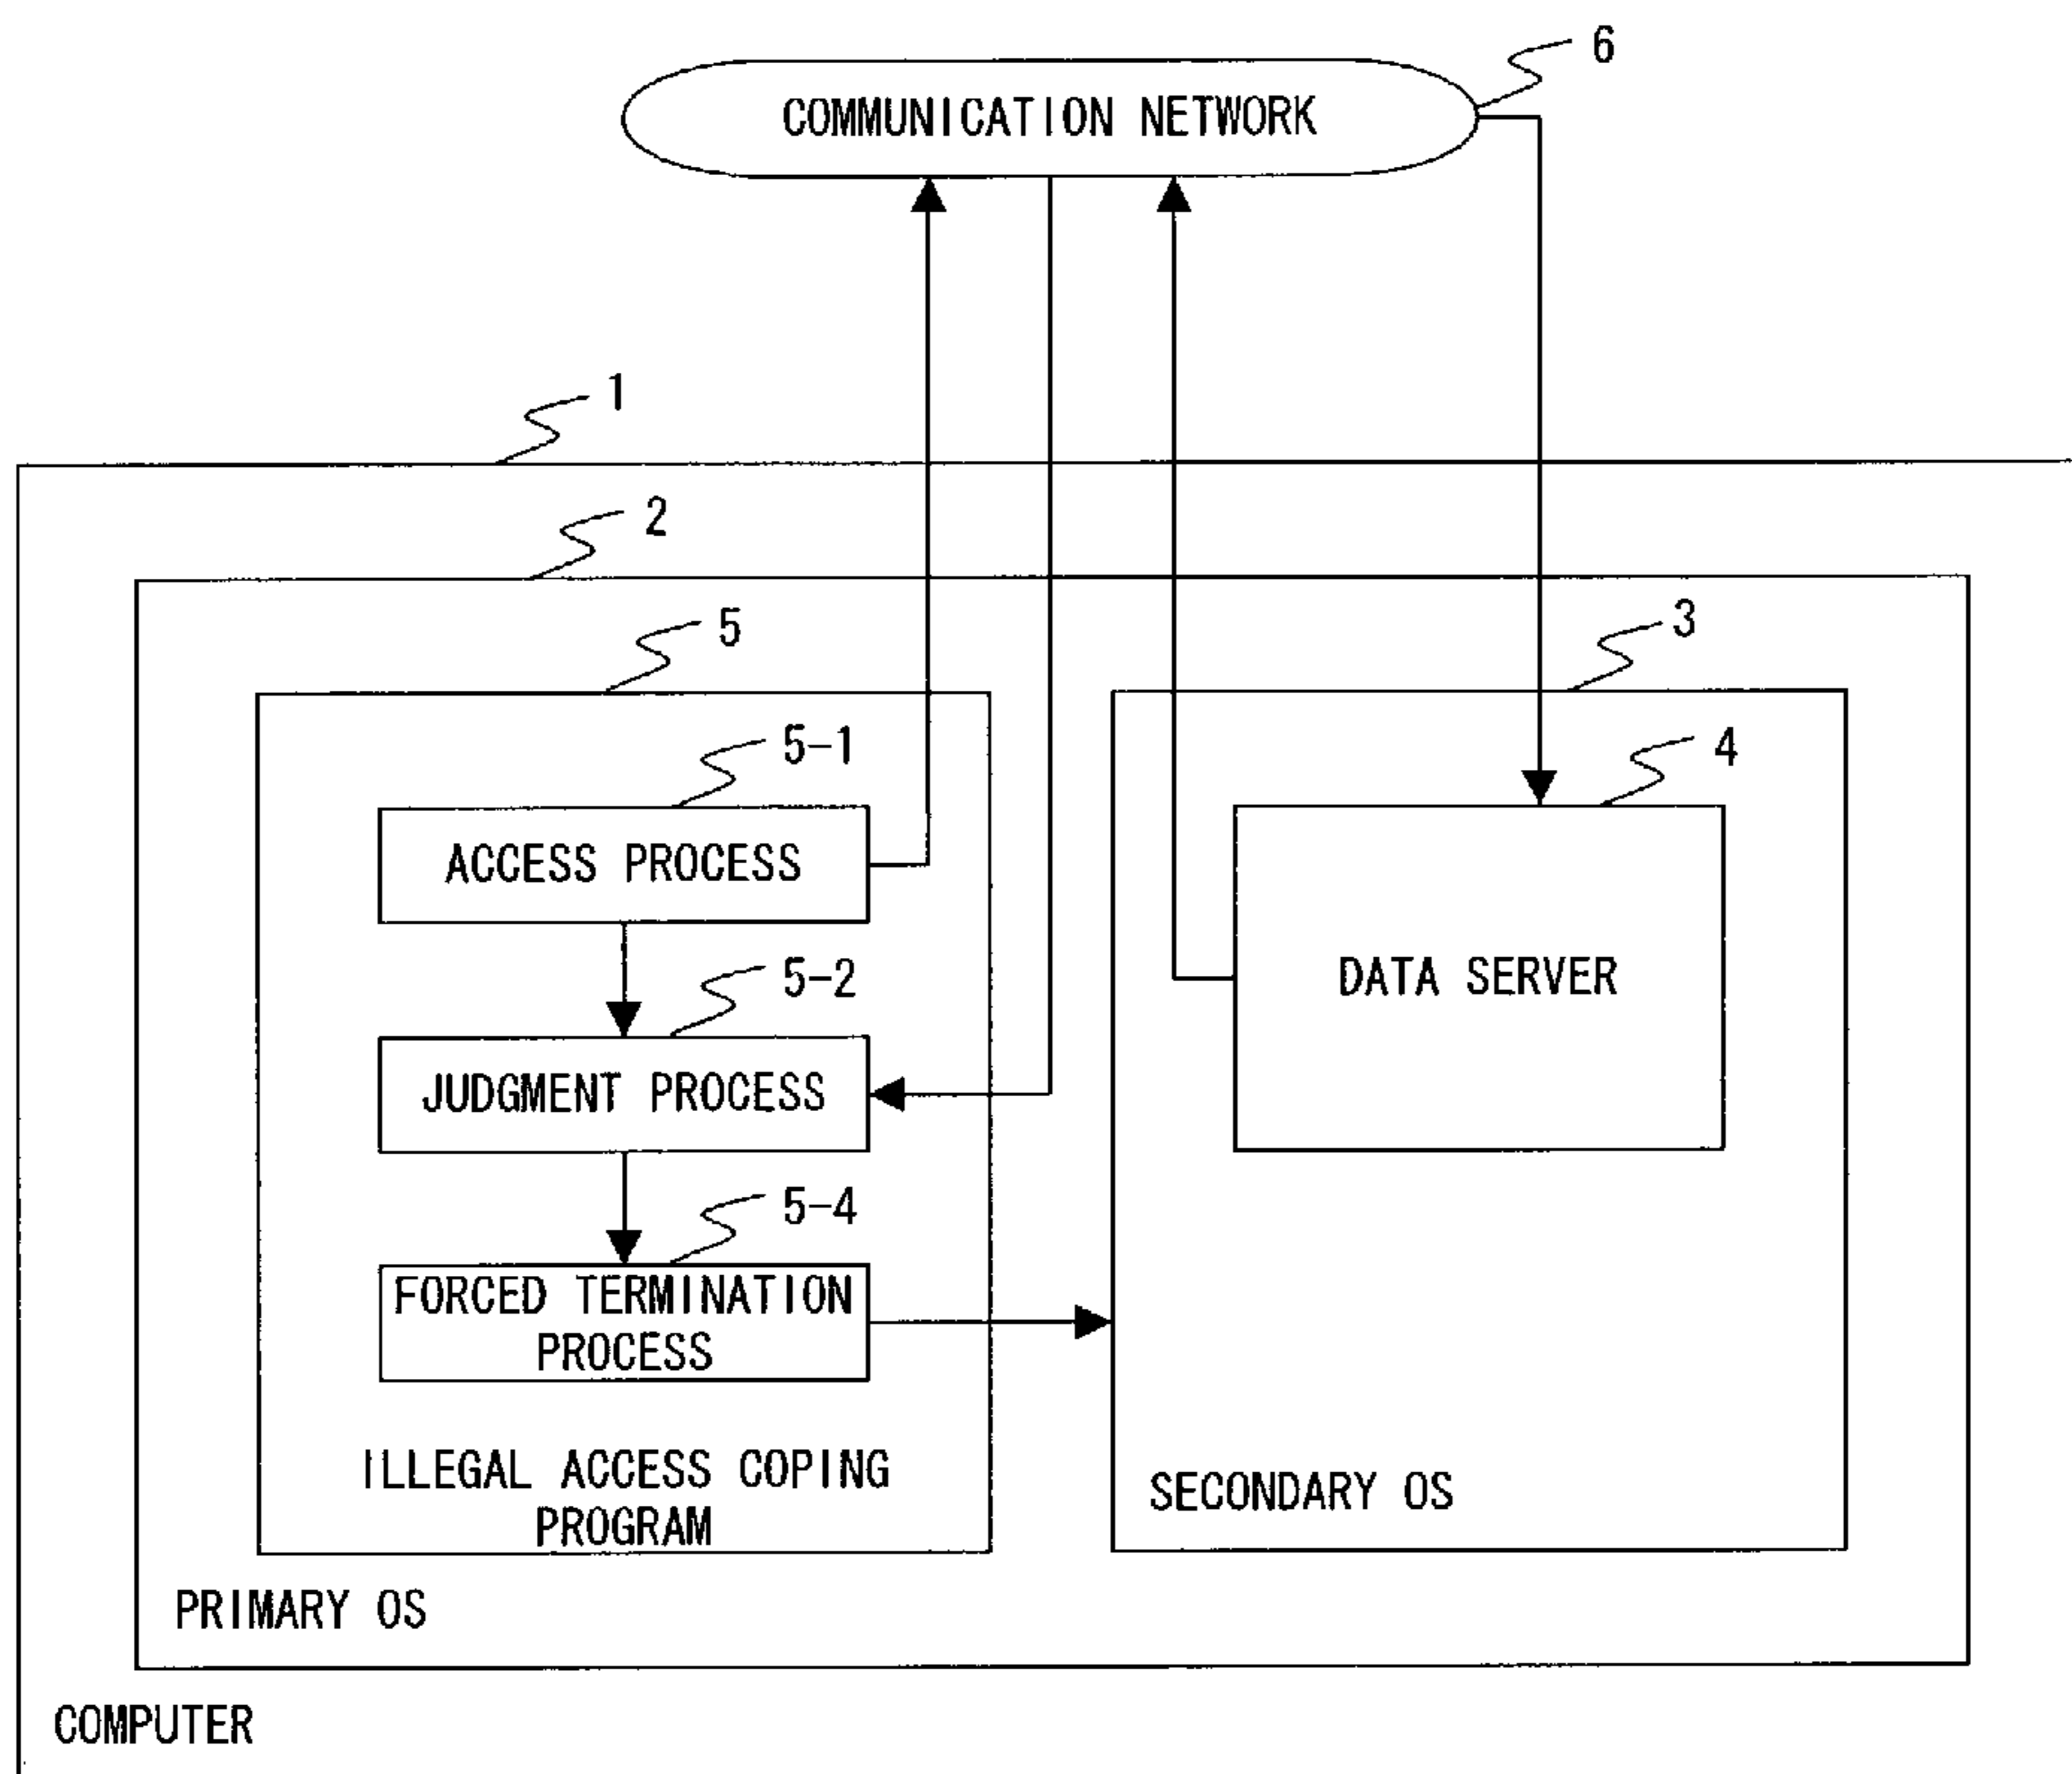 6
COMMUNICATION NETWORK
1
2
5
3
5-1
4
ACCESS PROCESS
5-2
DATA SERVER
JUDGMENT PROCESS
5-4
FORCED TERMINATION
PROCESS
ILLEGAL ACCESS COPING
PROGRAM
SECONDARY OS
PRIMARY OS
COMPUTER